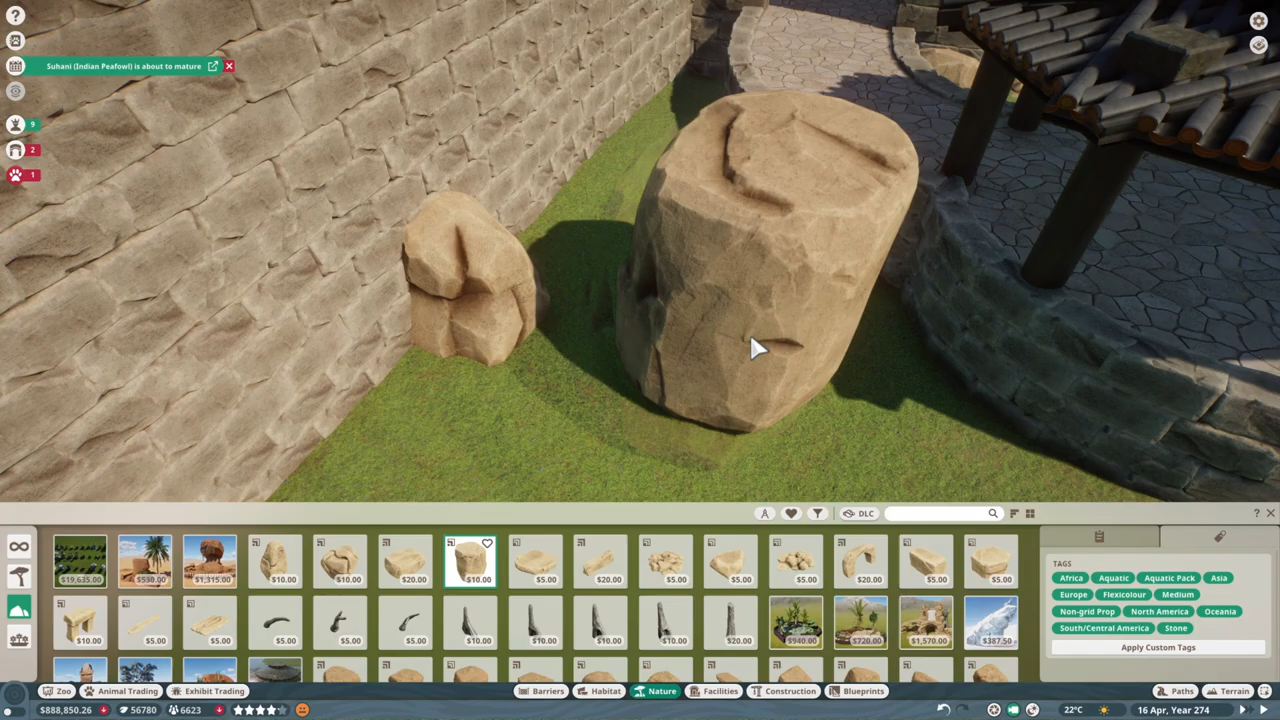 ?
Suhani (Indian Peafowl) is about to mature
9
2
1
DLC
?
$19,635.00 $550.00 $1,315.00 $10.00 $10.00 $20.00 $10.00 $5.00 $20.00 $5.00 $5.00 $5.00 $20.00 $5.00 $5.00
$10.00 $5.00 $5.00 $5.00 $5.00 $5.00 $10.00 $10.00 $10.00 $10.00 $20.00 $940.00 $720.00 $1,570.00 $387.50
TAGS
Africa Aquatic Aquatic Pack Asia
Europe Flexicolour Medium
Non-grid Prop North America Oceania
South/Central America Stone
Apply Custom Tags
Zoo Animal Trading Exhibit Trading Barriers Habitat Nature Facilities Construction Blueprints Paths Terrain
$888,850.26 56780 6623 22°C 16 Apr, Year 274